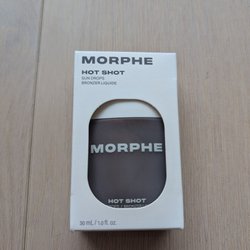 MORPHE
HOT SHOT
SUN DROPS
BRONZER LIQUIDE
MORPHE
HOT SHOT
30 mL / 1.0 fl. oz.